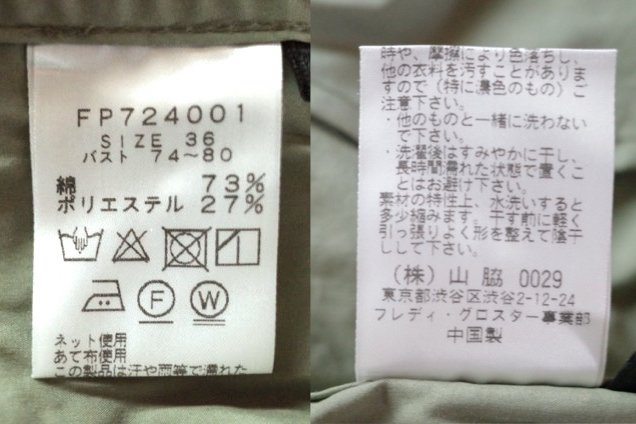 FP724001
SIZE 36
バスト 74〜80
綿 73%
ポリエステル 27%
F
W
ネット使用
あて布使用
この製品は汗や雨等で濡れた
時や、摩擦により色落ちし、
他の衣料を汚すことがありま
すので（特に濃色のもの）ご
注意下さい。
・他のものと一緒に洗わない
で下さい。
・洗濯後はすみやかに干し、
長時間濡れた状態で置くこ
とはお避け下さい。
素材の特性上、水洗いすると
多少縮みます。干す前に軽く
引っ張りよく形を整えて陰干
しして下さい。
（株）山 脇 0029
東京都渋谷区渋谷2-12-24
フレディ・グロスター事業部
中国製